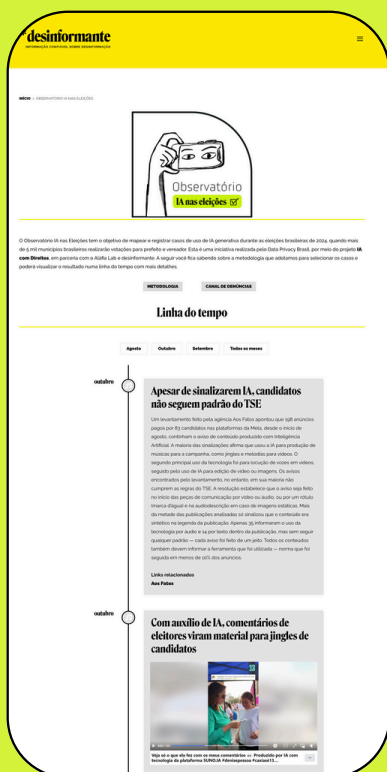 *desinformante
INFORMAÇÃO CONFIÁVEL SOBRE DESINFORMAÇÃO
INÍCIO » OBSERVATÓRIO IA NAS ELEIÇÕES
Observatório
IA nas eleições
O Observatório IA nas Eleições tem o objetivo de mapear e registrar casos de uso de IA generativa durante as eleições brasileiras de 2024, quando mais
de 5 mil municípios brasileiros realizarão votações para prefeito e vereador. Esta é uma iniciativa realizada pelo Data Privacy Brasil, por meio do projeto IA
com Direitos, em parceria com a Aláfia Lab e desinformante. A seguir você fica sabendo sobre a metodologia que adotamos para selecionar os casos e
poderá visualizar o resultado numa linha do tempo com mais detalhes.
METODOLOGIA
CANAL DE DENÚNCIAS
Linha do tempo
Agosto
Outubro
Setembro
Todos os meses
outubro
Apesar de sinalizarem IA, candidatos
não seguem padrão do TSE
Um levantamento feito pela agência Aos Fatos apontou que 198 anúncios
pagos por 83 candidatos nas plataformas da Meta, desde o início de
agosto, continham o aviso de conteúdo produzido com Inteligência
Artificial. A maioria das sinalizações afirma que usou a IA para produção de
músicas para a campanha, como jingles e melodias para vídeos. O
segundo principal uso da tecnologia foi para locução de vozes em vídeos,
seguido pelo uso de IA para edição de vídeo ou imagens. Os avisos
encontrados pelo levantamento, no entanto, em sua maioria não
cumprem as regras do TSE. A resolução estabelece que o aviso seja feito
no início das peças de comunicação por vídeo ou áudio, ou por um rótulo
(marca d'água) e na audiodescrição em caso de imagens estáticas. Mais
da metade das publicações analisadas só sinalizou que o conteúdo era
sintético na legenda da publicação. Apenas 35 informaram o uso da
tecnologia por áudio e 14 por texto dentro da publicação, mas sem seguir
qualquer padrão — cada aviso foi feito de um jeito. Todos os conteúdos
também devem informar a ferramenta que foi utilizada — norma que foi
seguida em menos de 10% dos anúncios.
Links relacionados
Aos Fatos
outubro
Com auxílio de IA, comentários de
eleitores viram material para jingles de
candidatos
13
Veja só o que ela fez com os meus comentários
Produzido por IA com
tecnologia da plataforma SUNO.IA #denisepessoa #caxias13...